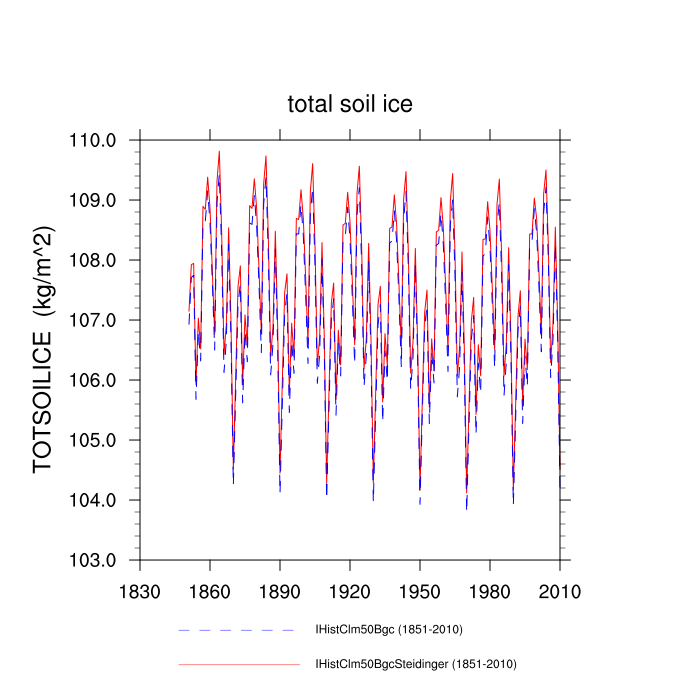 total soil ice
TOTSOILICE (kg/m^2)
110.0
109.0
108.0
107.0
106.0
105.0
104.0
103.0
1830 1860 1890 1920 1950 1980 2010
IHistClm50Bgc (1851-2010)
IHistClm50BgcSteidinger (1851-2010)